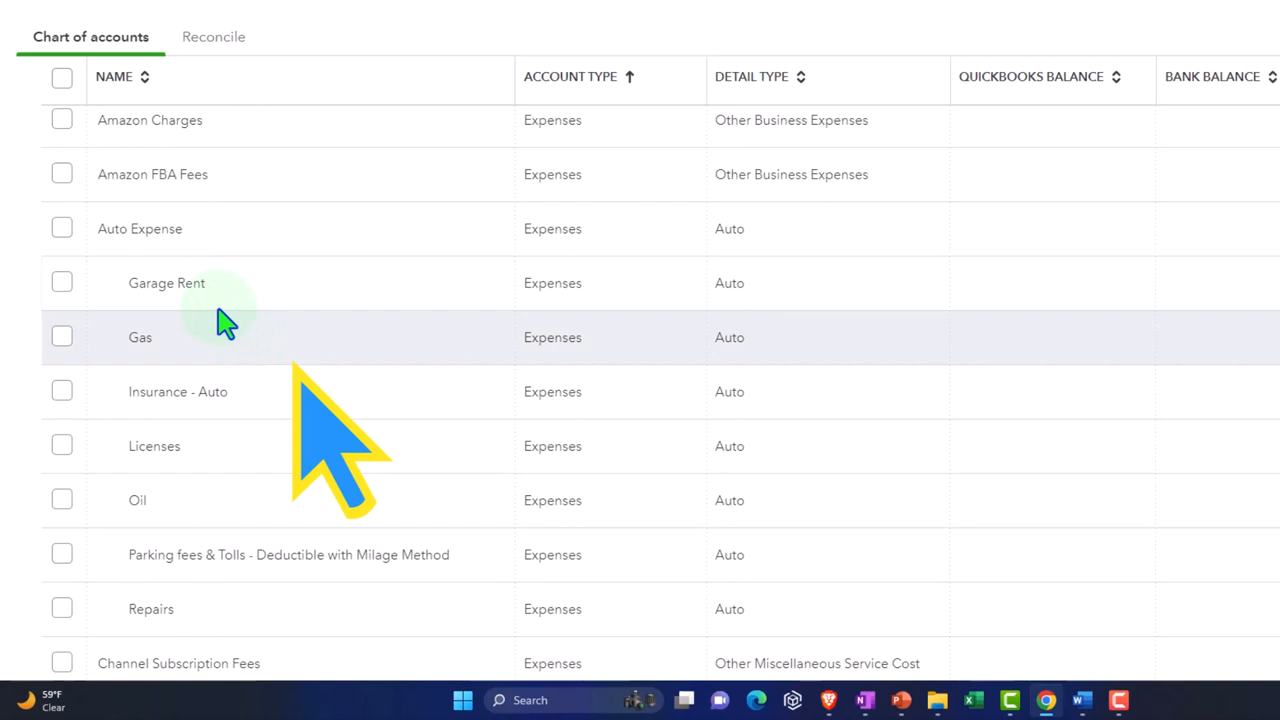 Chart of accounts Reconcile
NAME ACCOUNT TYPE DETAIL TYPE QUICKBOOKS BALANCE BANK BALANCE
Amazon Charges Expenses Other Business Expenses
Amazon FBA Fees Expenses Other Business Expenses
Auto Expense Expenses Auto
Garage Rent Expenses Auto
Gas Expenses Auto
Insurance - Auto Expenses Auto
Licenses Expenses Auto
Oil Expenses Auto
Parking fees & Tolls - Deductible with Milage Method Expenses Auto
Repairs Expenses Auto
Channel Subscription Fees Expenses Other Miscellaneous Service Cost
59°F
Clear
Search